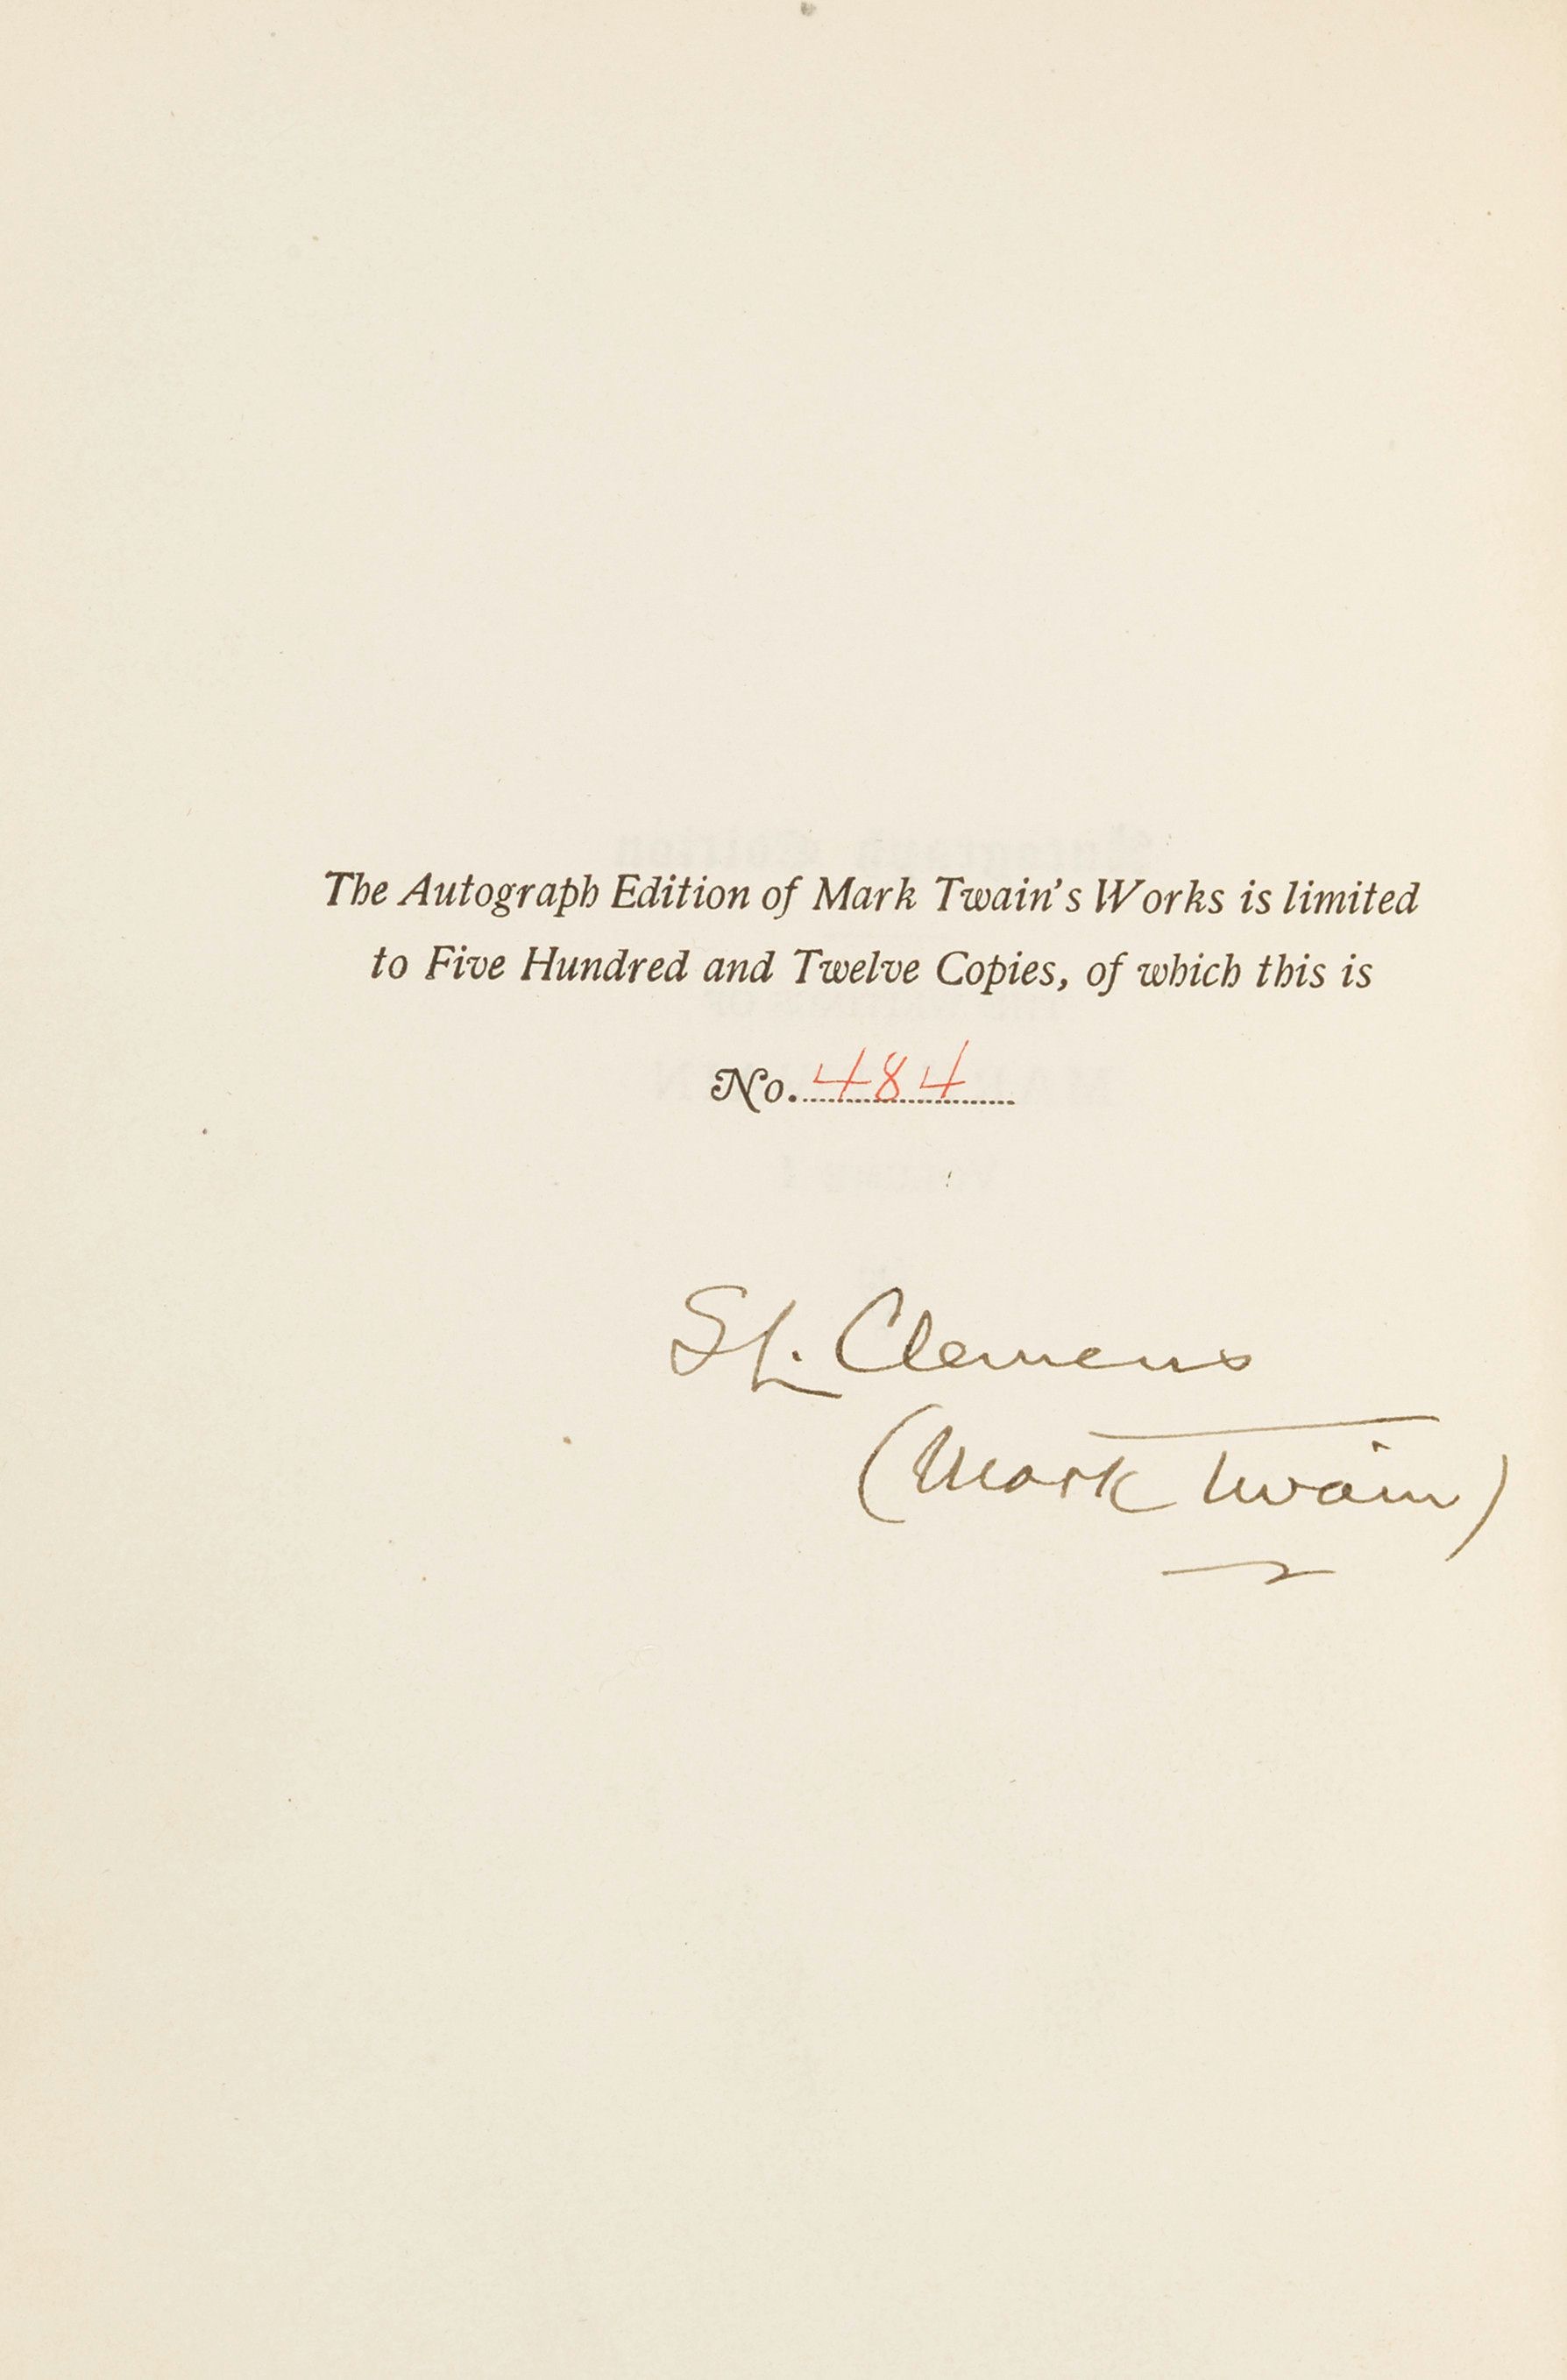 The Autograph Edition of Mark Twain's Works is limited
to Five Hundred and Twelve Copies, of which this is
No. 484
SL. Clemens
(Mark Twain)